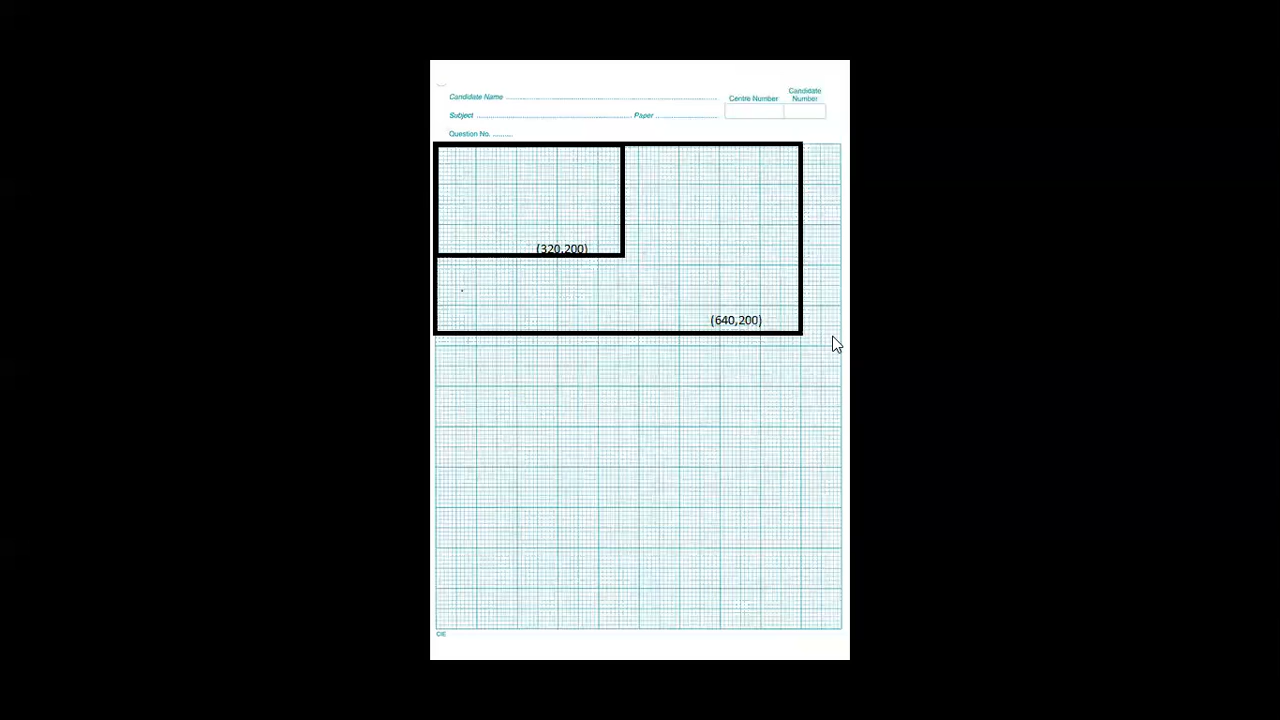 Candidate Name
Centre Number
Candidate Number
Subject
Paper
Question No.
(320,200)
(640,200)
CIE